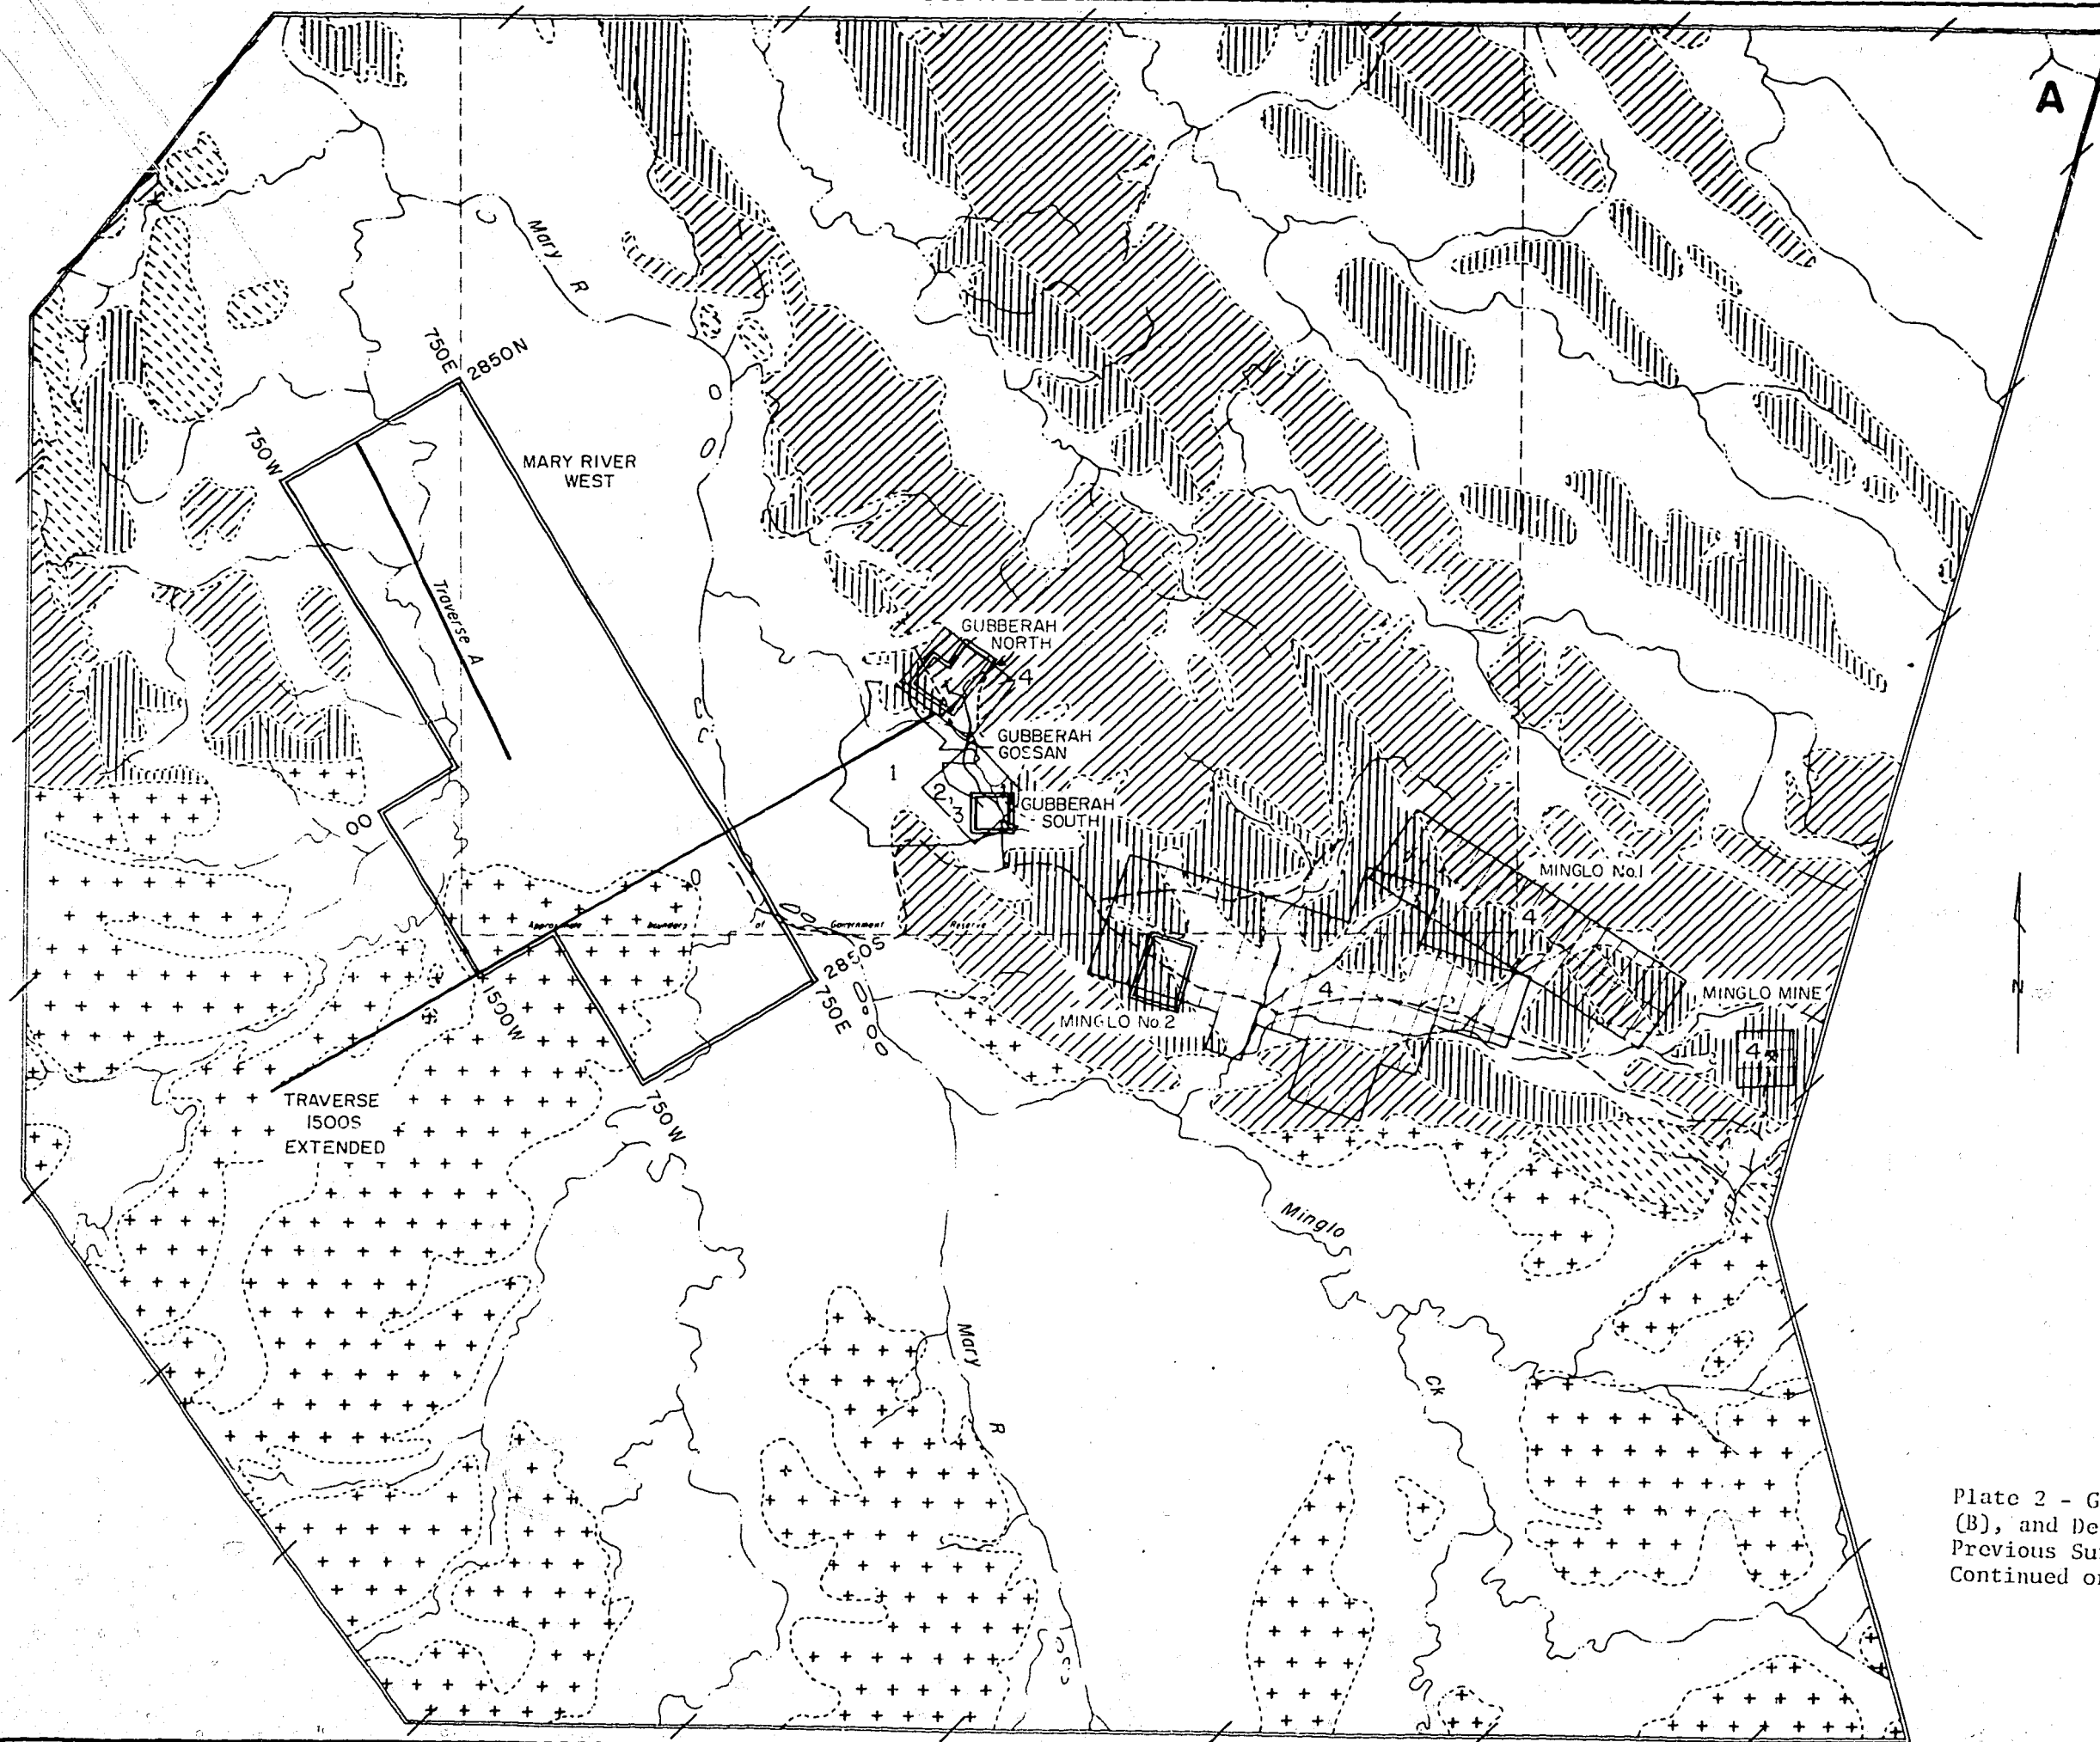 A
Mary R
750E
2850N
750W
MARY RIVER
WEST
Traverse A
GUBBERAH
NORTH
4
GUBBERAH
GOSSAN
1
2
3
GUBBERAH
SOUTH
00
MINGLO No.1
4
Approximate boundary of Government Reserve
2850S
750E
1500W
4
MINGLO MINE
N
MINGLO No.2
4
TRAVERSE
1500S
EXTENDED
750W
Minglo
Mary
R
Ck
Plate 2 - G
(B), and De
Previous Su
Continued o